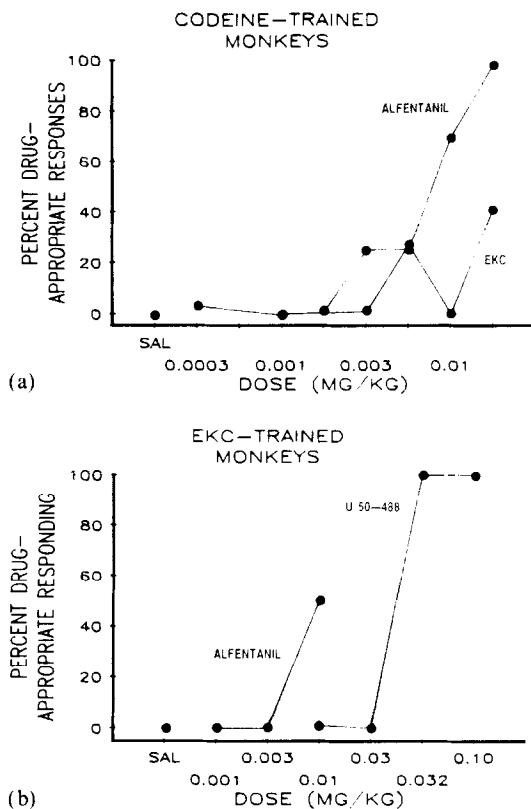 CODEINE-TRAINED
MONKEYS
PERCENT DRUG-
APPROPRIATE RESPONSES
100
80
60
40
20
0
ALFENTANIL
EKC
SAL
0.0003
0.001
0.003
0.01
DOSE (MG/KG)
(a)
EKC-TRAINED
MONKEYS
PERCENT DRUG-
APPROPRIATE RESPONDING
100
80
60
40
20
0
U 50-488
ALFENTANIL
SAL
0.003
0.03
0.10
0.001
0.01
0.032
DOSE (MG/KG)
(b)